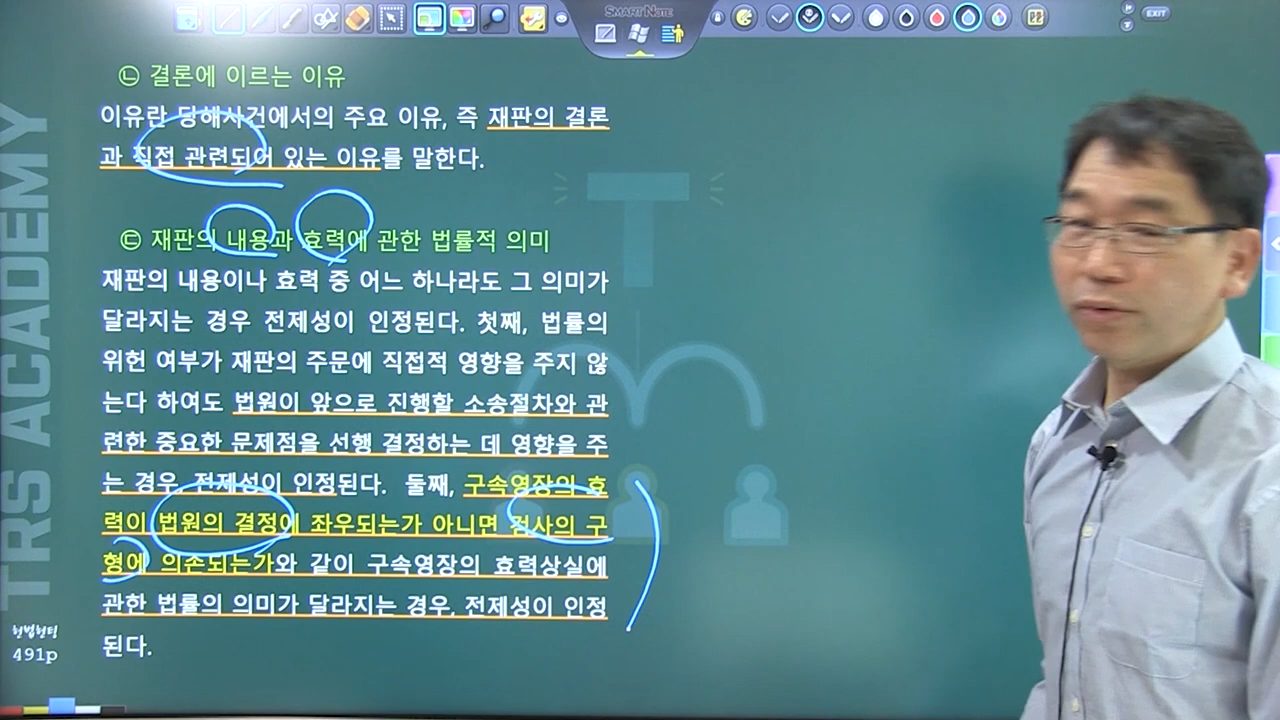 SMART NOTE
EXIT
㉡ 결론에 이르는 이유
이유란 당해사건에서의 주요 이유, 즉 재판의 결론
과 직접 관련되어 있는 이유를 말한다.
㉢ 재판의 내용과 효력에 관한 법률적 의미
재판의 내용이나 효력 중 어느 하나라도 그 의미가
달라지는 경우 전제성이 인정된다. 첫째, 법률의
위헌 여부가 재판의 주문에 직접적 영향을 주지 않
는다 하여도 법원이 앞으로 진행할 소송절차와 관
련한 중요한 문제점을 선행 결정하는 데 영향을 주
는 경우 전제성이 인정된다. 둘째, 구속영장의 효
력이 법원의 결정에 좌우되는가 아니면 검사의 구
형에 의존되는가와 같이 구속영장의 효력상실에
관한 법률의 의미가 달라지는 경우, 전제성이 인정
된다.
TRS ACADEMY
헌법헌팅
491p